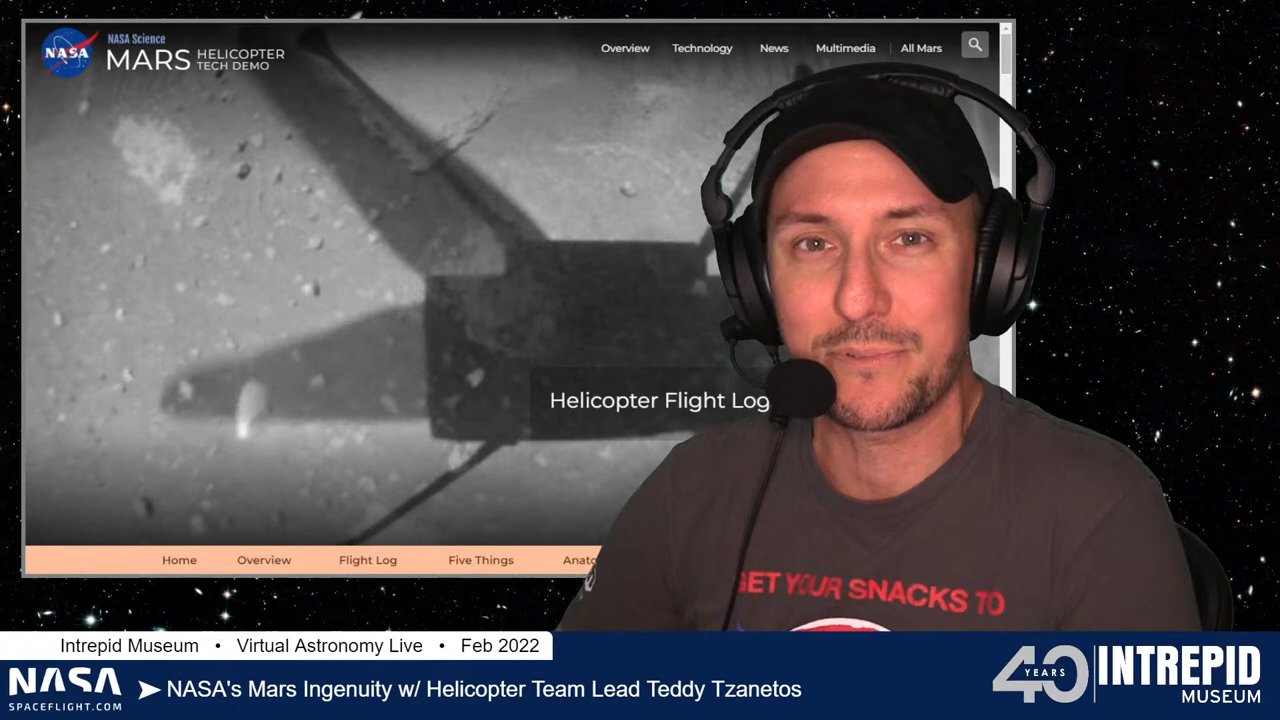 NASA
NASA Science
MARS HELICOPTER
TECH DEMO
Overview Technology News Multimedia All Mars
Helicopter Flight Log
Home Overview Flight Log Five Things
GET YOUR SNACKS TO
Intrepid Museum • Virtual Astronomy Live • Feb 2022
NASA
SPACEFLIGHT.COM
➤ NASA's Mars Ingenuity w/ Helicopter Team Lead Teddy Tzanetos
40
YEARS
INTREPID
MUSEUM